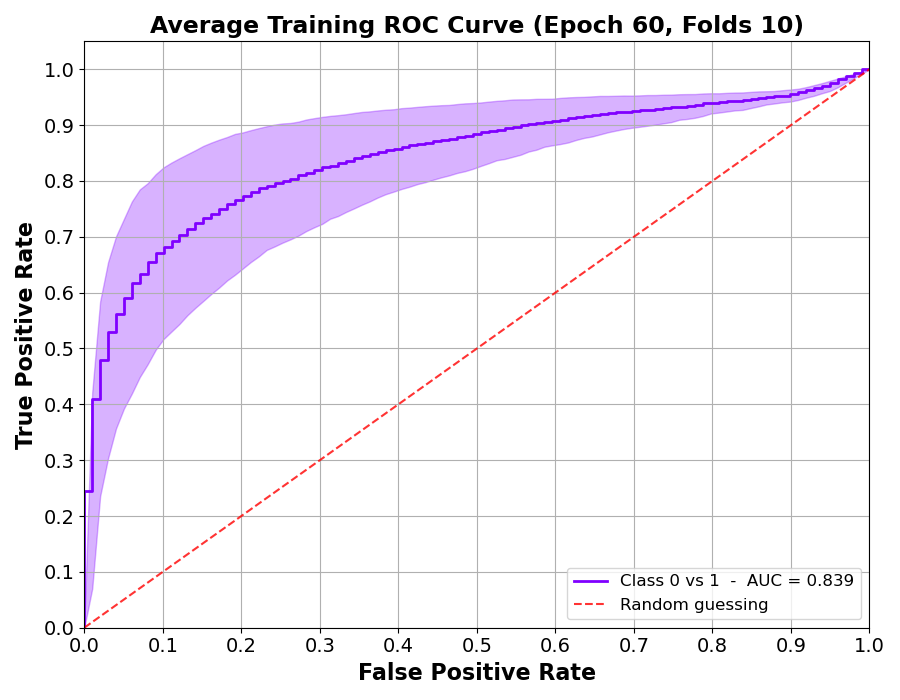 Average Training ROC Curve (Epoch 60, Folds 10)
True Positive Rate
1.0
0.9
0.8
0.7
0.6
0.5
0.4
0.3
0.2
0.1
0.0
Class 0 vs 1 - AUC = 0.839
Random guessing
0.0 0.1 0.2 0.3 0.4 0.5 0.6 0.7 0.8 0.9 1.0
False Positive Rate